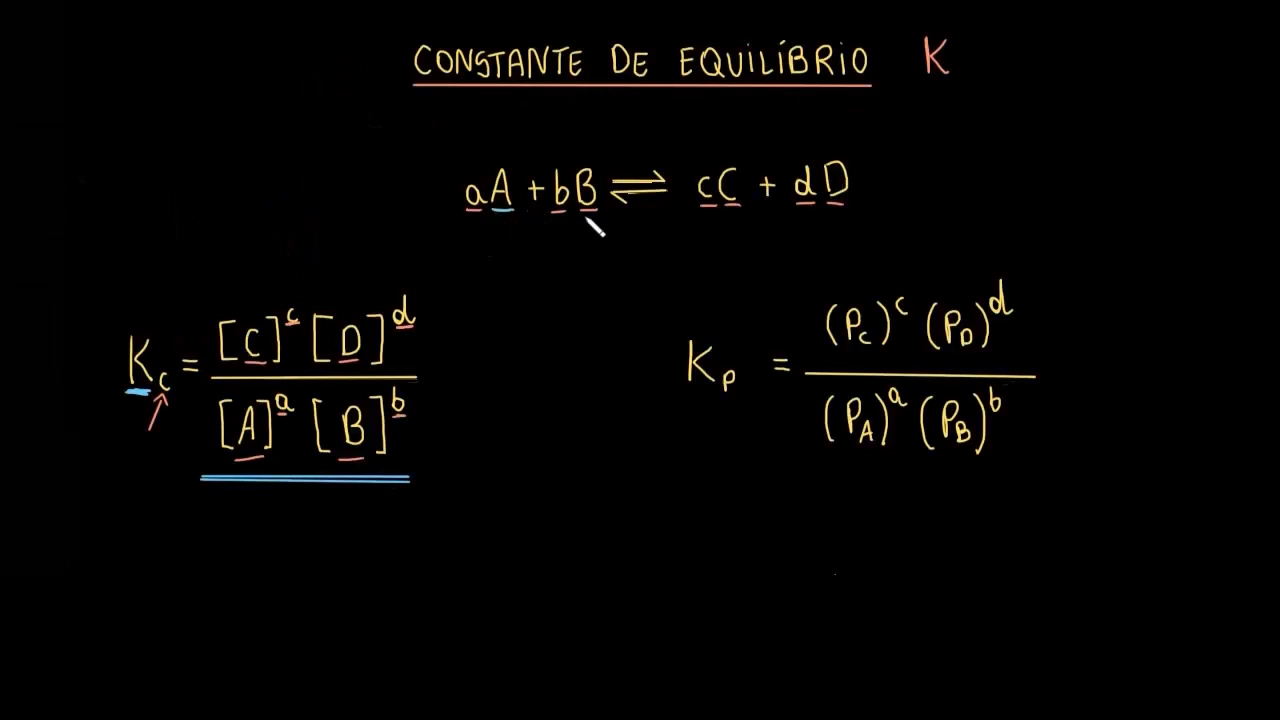 CONSTANTE DE EQUILÍBRIO K
aA + bB ⇌ cC + dD
Kc = [C]^c [D]^d / [A]^a [B]^b
Kp = (PC)^c (PD)^d / (PA)^a (PB)^b